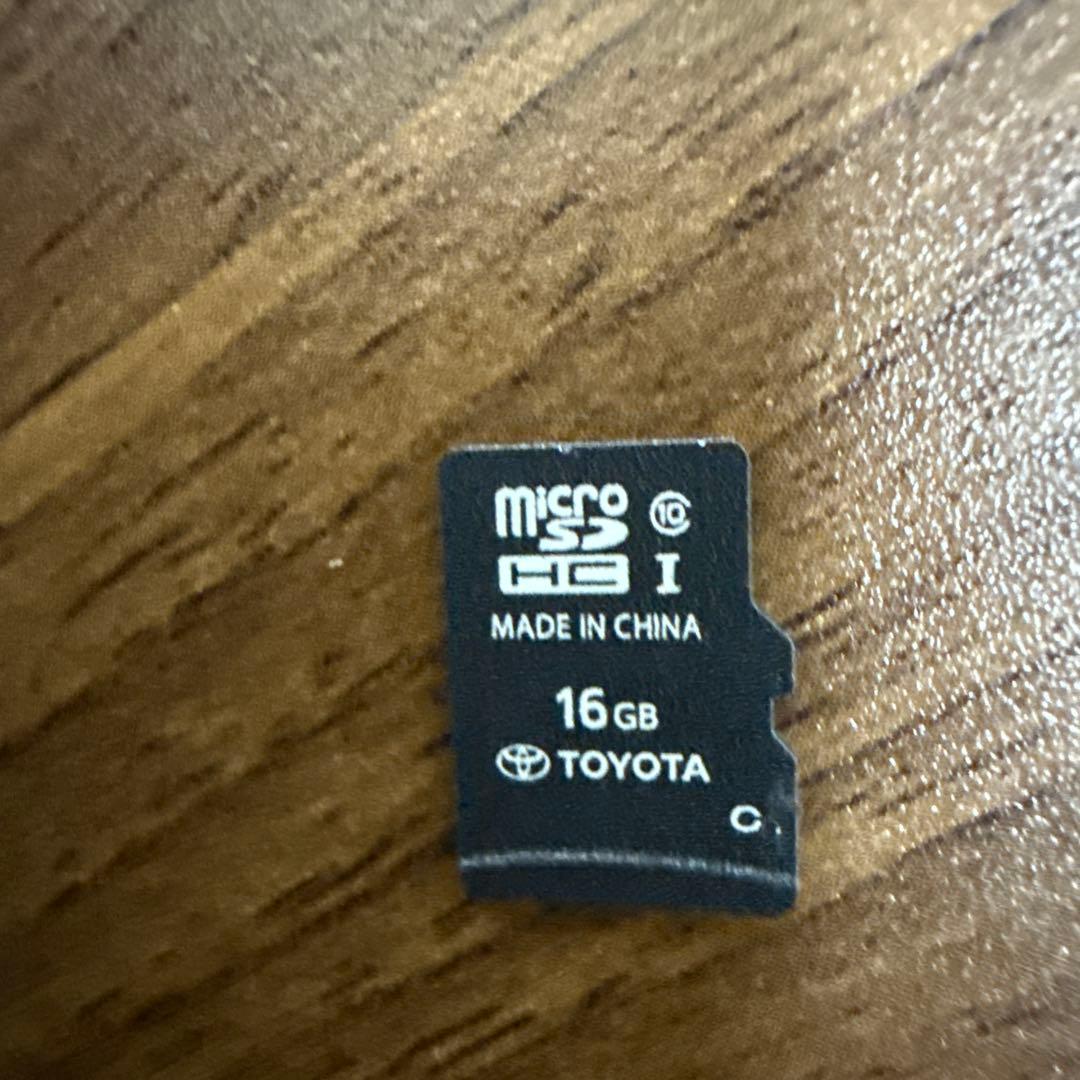 micro SD 10
HC I
MADE IN CHINA
16GB
TOYOTA
C